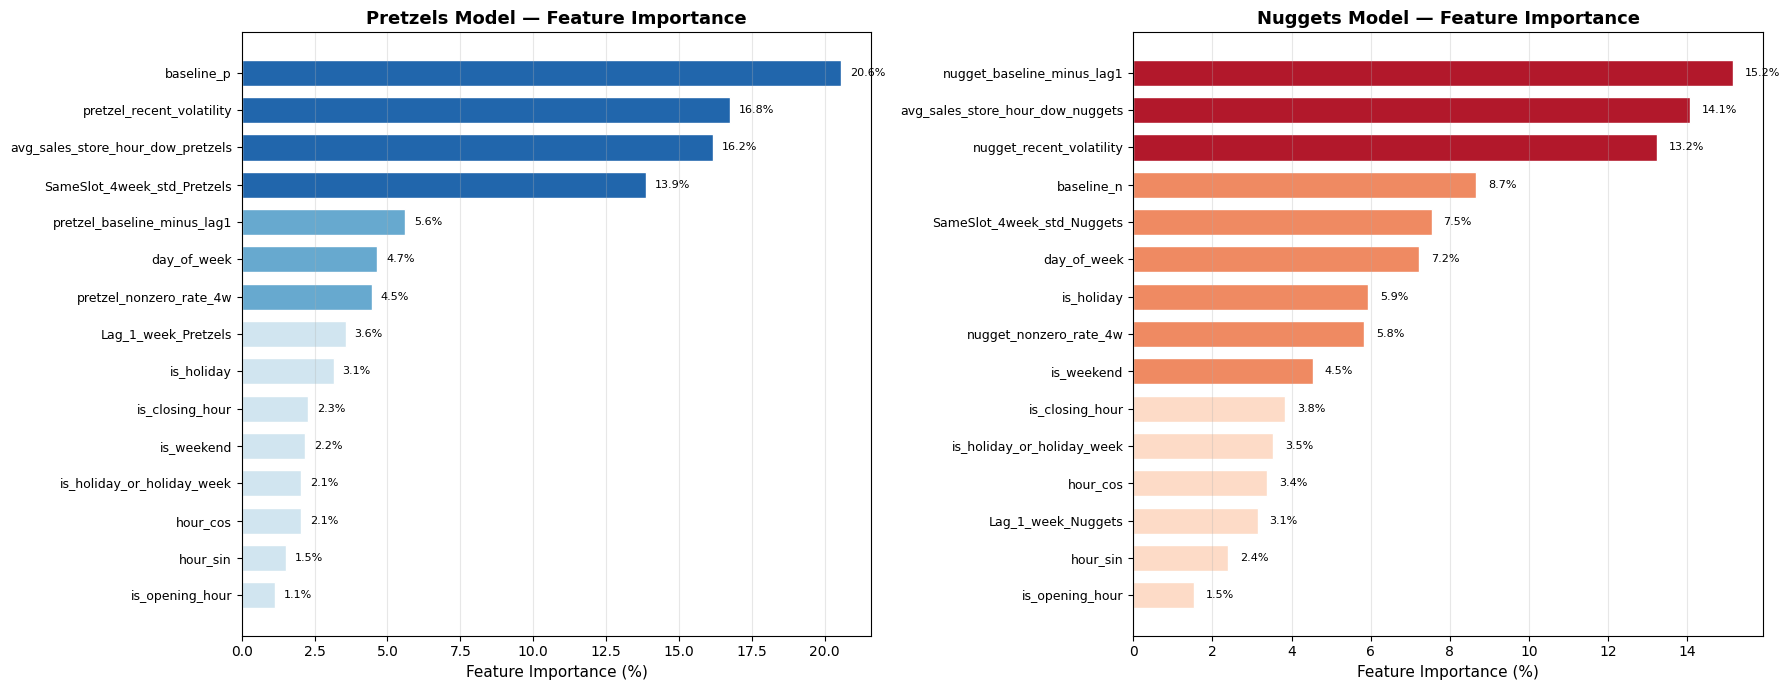 Pretzels Model — Feature Importance
baseline_p
20.6%
pretzel_recent_volatility
16.8%
avg_sales_store_hour_dow_pretzels
16.2%
SameSlot_4week_std_Pretzels
13.9%
pretzel_baseline_minus_lag1
5.6%
day_of_week
4.7%
pretzel_nonzero_rate_4w
4.5%
Lag_1_week_Pretzels
3.6%
is_holiday
3.1%
is_closing_hour
2.3%
is_weekend
2.2%
is_holiday_or_holiday_week
2.1%
hour_cos
2.1%
hour_sin
1.5%
is_opening_hour
1.1%
0.0 2.5 5.0 7.5 10.0 12.5 15.0 17.5 20.0
Feature Importance (%)
Nuggets Model — Feature Importance
nugget_baseline_minus_lag1
15.2%
avg_sales_store_hour_dow_nuggets
14.1%
nugget_recent_volatility
13.2%
baseline_n
8.7%
SameSlot_4week_std_Nuggets
7.5%
day_of_week
7.2%
is_holiday
5.9%
nugget_nonzero_rate_4w
5.8%
is_weekend
4.5%
is_closing_hour
3.8%
is_holiday_or_holiday_week
3.5%
hour_cos
3.4%
Lag_1_week_Nuggets
3.1%
hour_sin
2.4%
is_opening_hour
1.5%
0 2 4 6 8 10 12 14
Feature Importance (%)